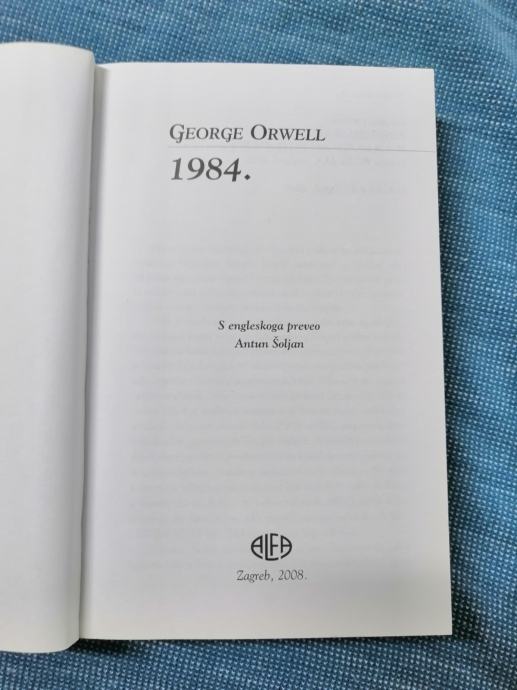 GEORGE ORWELL
1984.
S engleskoga preveo
Antun Šoljan
ALFA
Zagreb, 2008.